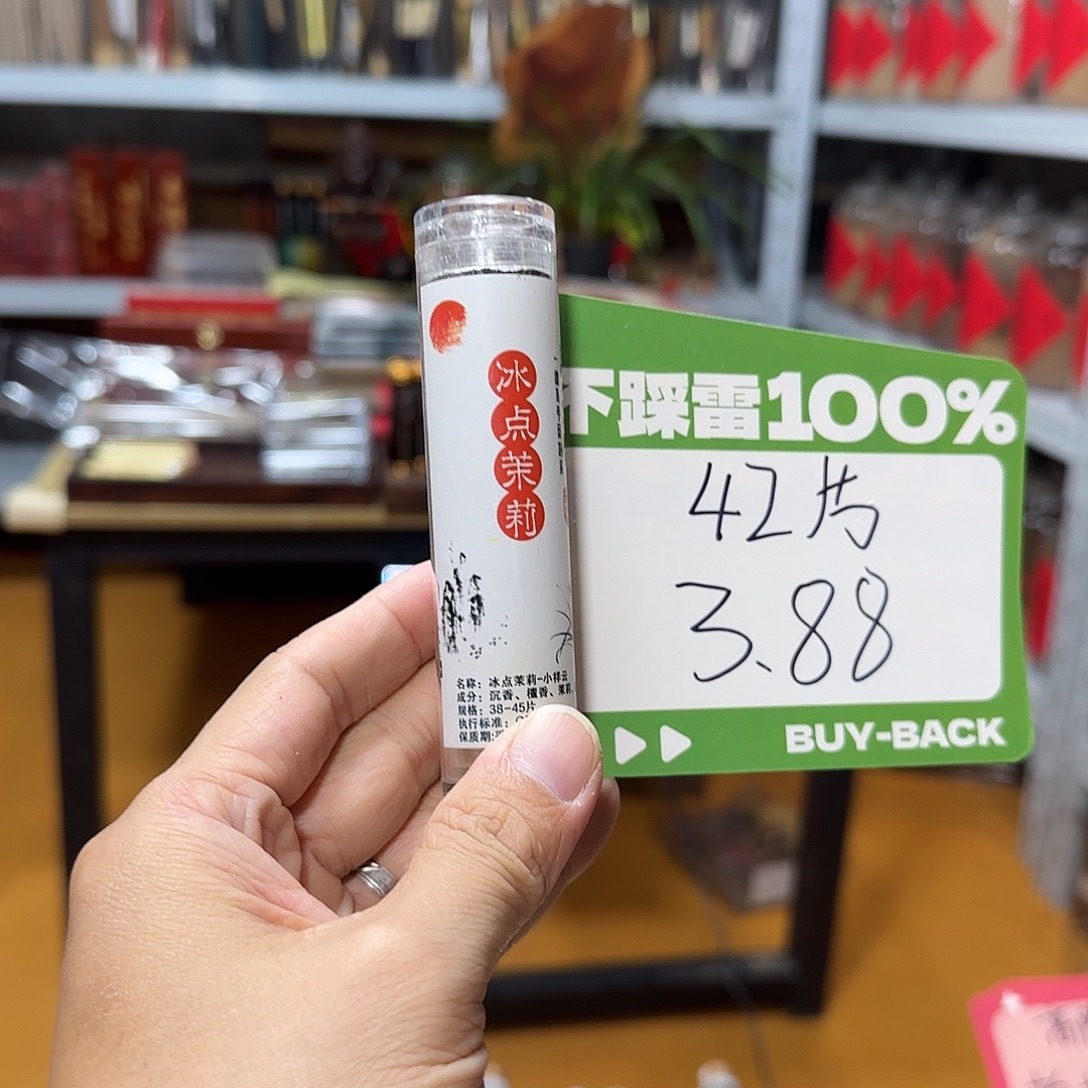 冰点茉莉
名称：冰点茉莉-小样云
成分：沉香、檀香、茉莉
规格：38-45片
执行标准：
保质期:
不踩雷100%
42片
3.88
BUY-BACK